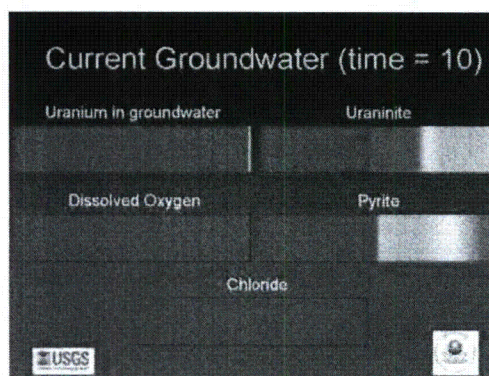 Current Groundwater (time = 10)
Uranium in groundwater Uraninite
Dissolved Oxygen Pyrite
Chloride
USGS